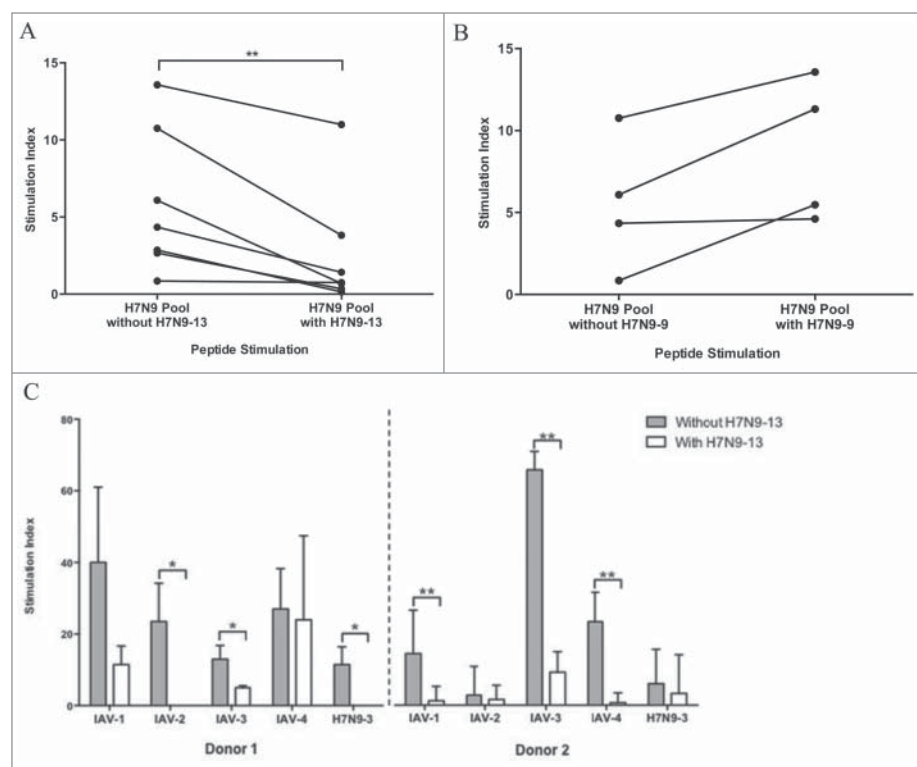 A
**
15
10
5
0
Stimulation Index
H7N9 Pool
without H7N9-13
H7N9 Pool
with H7N9-13
Peptide Stimulation
B
15
10
5
0
Stimulation Index
H7N9 Pool
without H7N9-9
H7N9 Pool
with H7N9-9
Peptide Stimulation
C
80
60
40
20
0
Stimulation Index
Without H7N9-13
With H7N9-13
* * *
** ** **
IAV-1 IAV-2 IAV-3 IAV-4 H7N9-3
IAV-1 IAV-2 IAV-3 IAV-4 H7N9-3
Donor 1
Donor 2